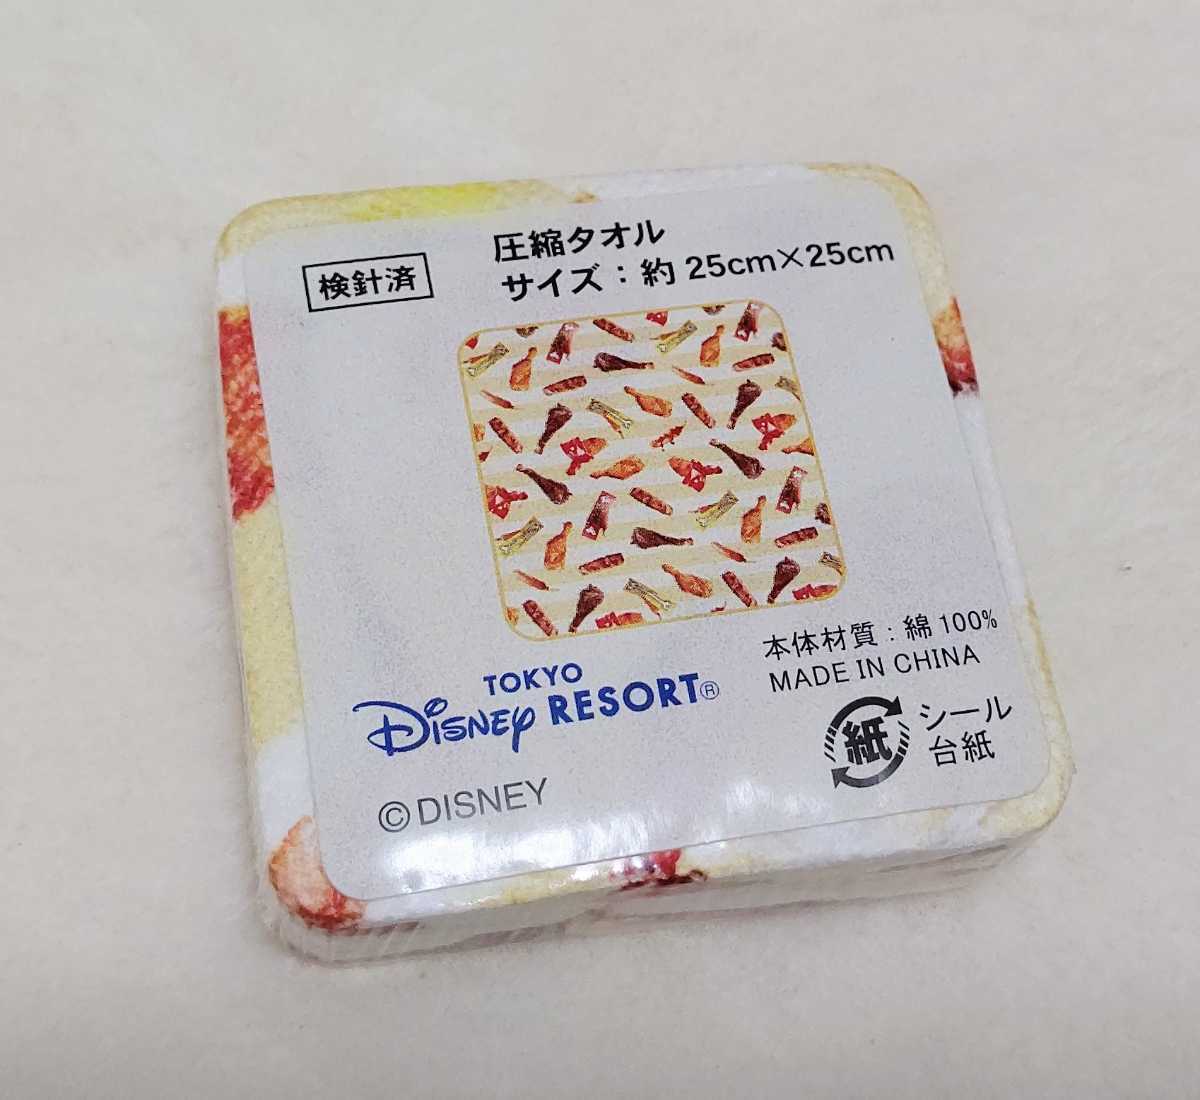 検針済
圧縮タオル
サイズ：約 25cm×25cm
本体材質：綿 100%
MADE IN CHINA
TOKYO
Disney RESORT®
紙
シール
台紙
©DISNEY